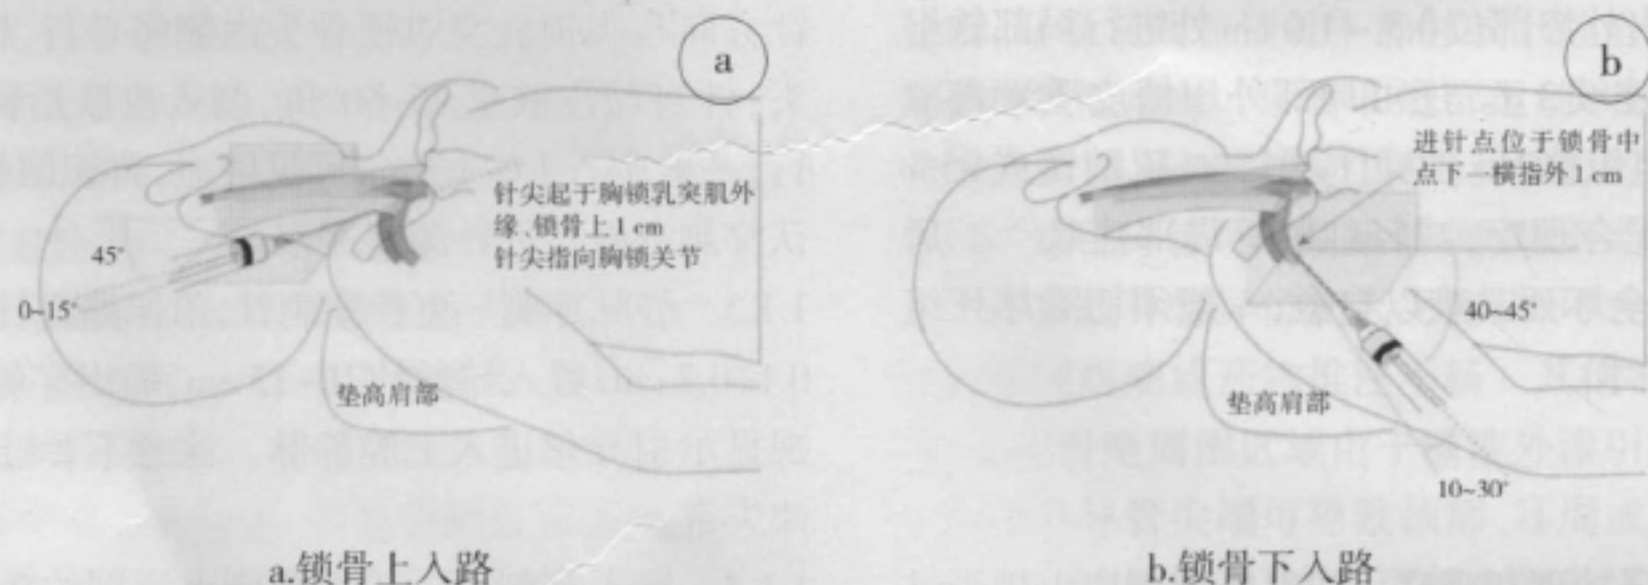 a
针尖起于胸锁乳突肌外
缘、锁骨上1 cm
针尖指向胸锁关节
45°
0~15°
垫高肩部
a.锁骨上入路
b
进针点位于锁骨中
点下一横指外1 cm
40~45°
垫高肩部
10~30°
b.锁骨下入路